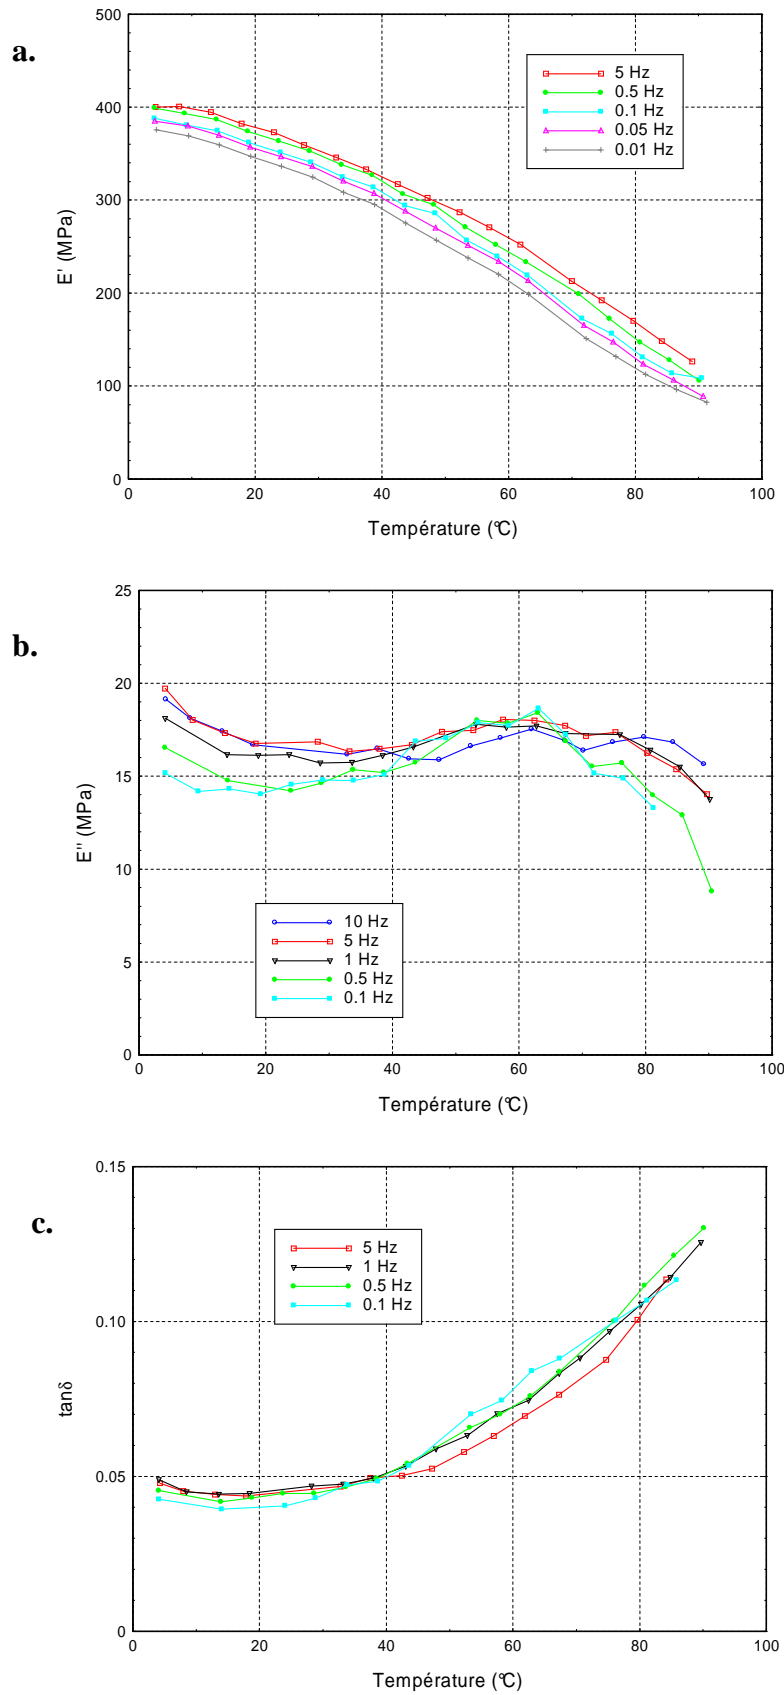 a.
500
400
300
200
100
0
E' (MPa)
5 Hz
0.5 Hz
0.1 Hz
0.05 Hz
0.01 Hz
0 20 40 60 80 100
Température (°C)
b.
25
20
15
10
5
0
E'' (MPa)
10 Hz
5 Hz
1 Hz
0.5 Hz
0.1 Hz
0 20 40 60 80 100
Température (°C)
c.
0.15
0.10
0.05
0
tanδ
5 Hz
1 Hz
0.5 Hz
0.1 Hz
0 20 40 60 80 100
Température (°C)